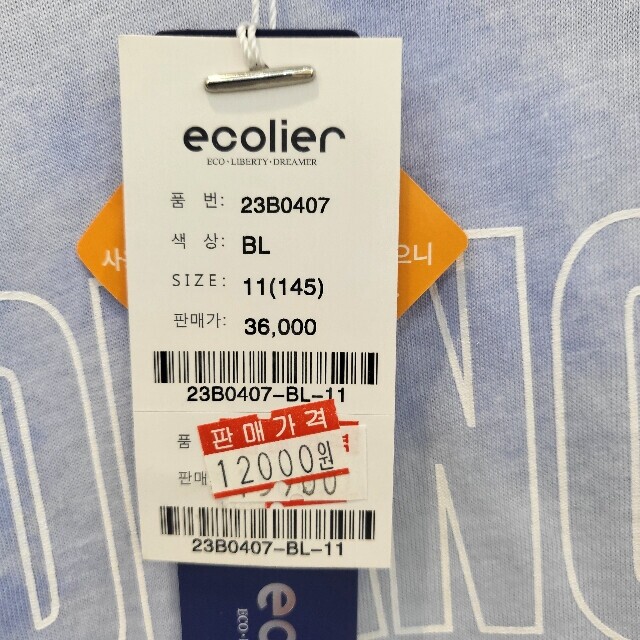 ecolier
ECO·LIBERTY·DREAMER
품 번: 23B0407
색 상: BL
SIZE: 11(145)
판매가: 36,000
23B0407-BL-11
판매가격
품
12000원
판매
23B0407-BL-11
eco
ECO·